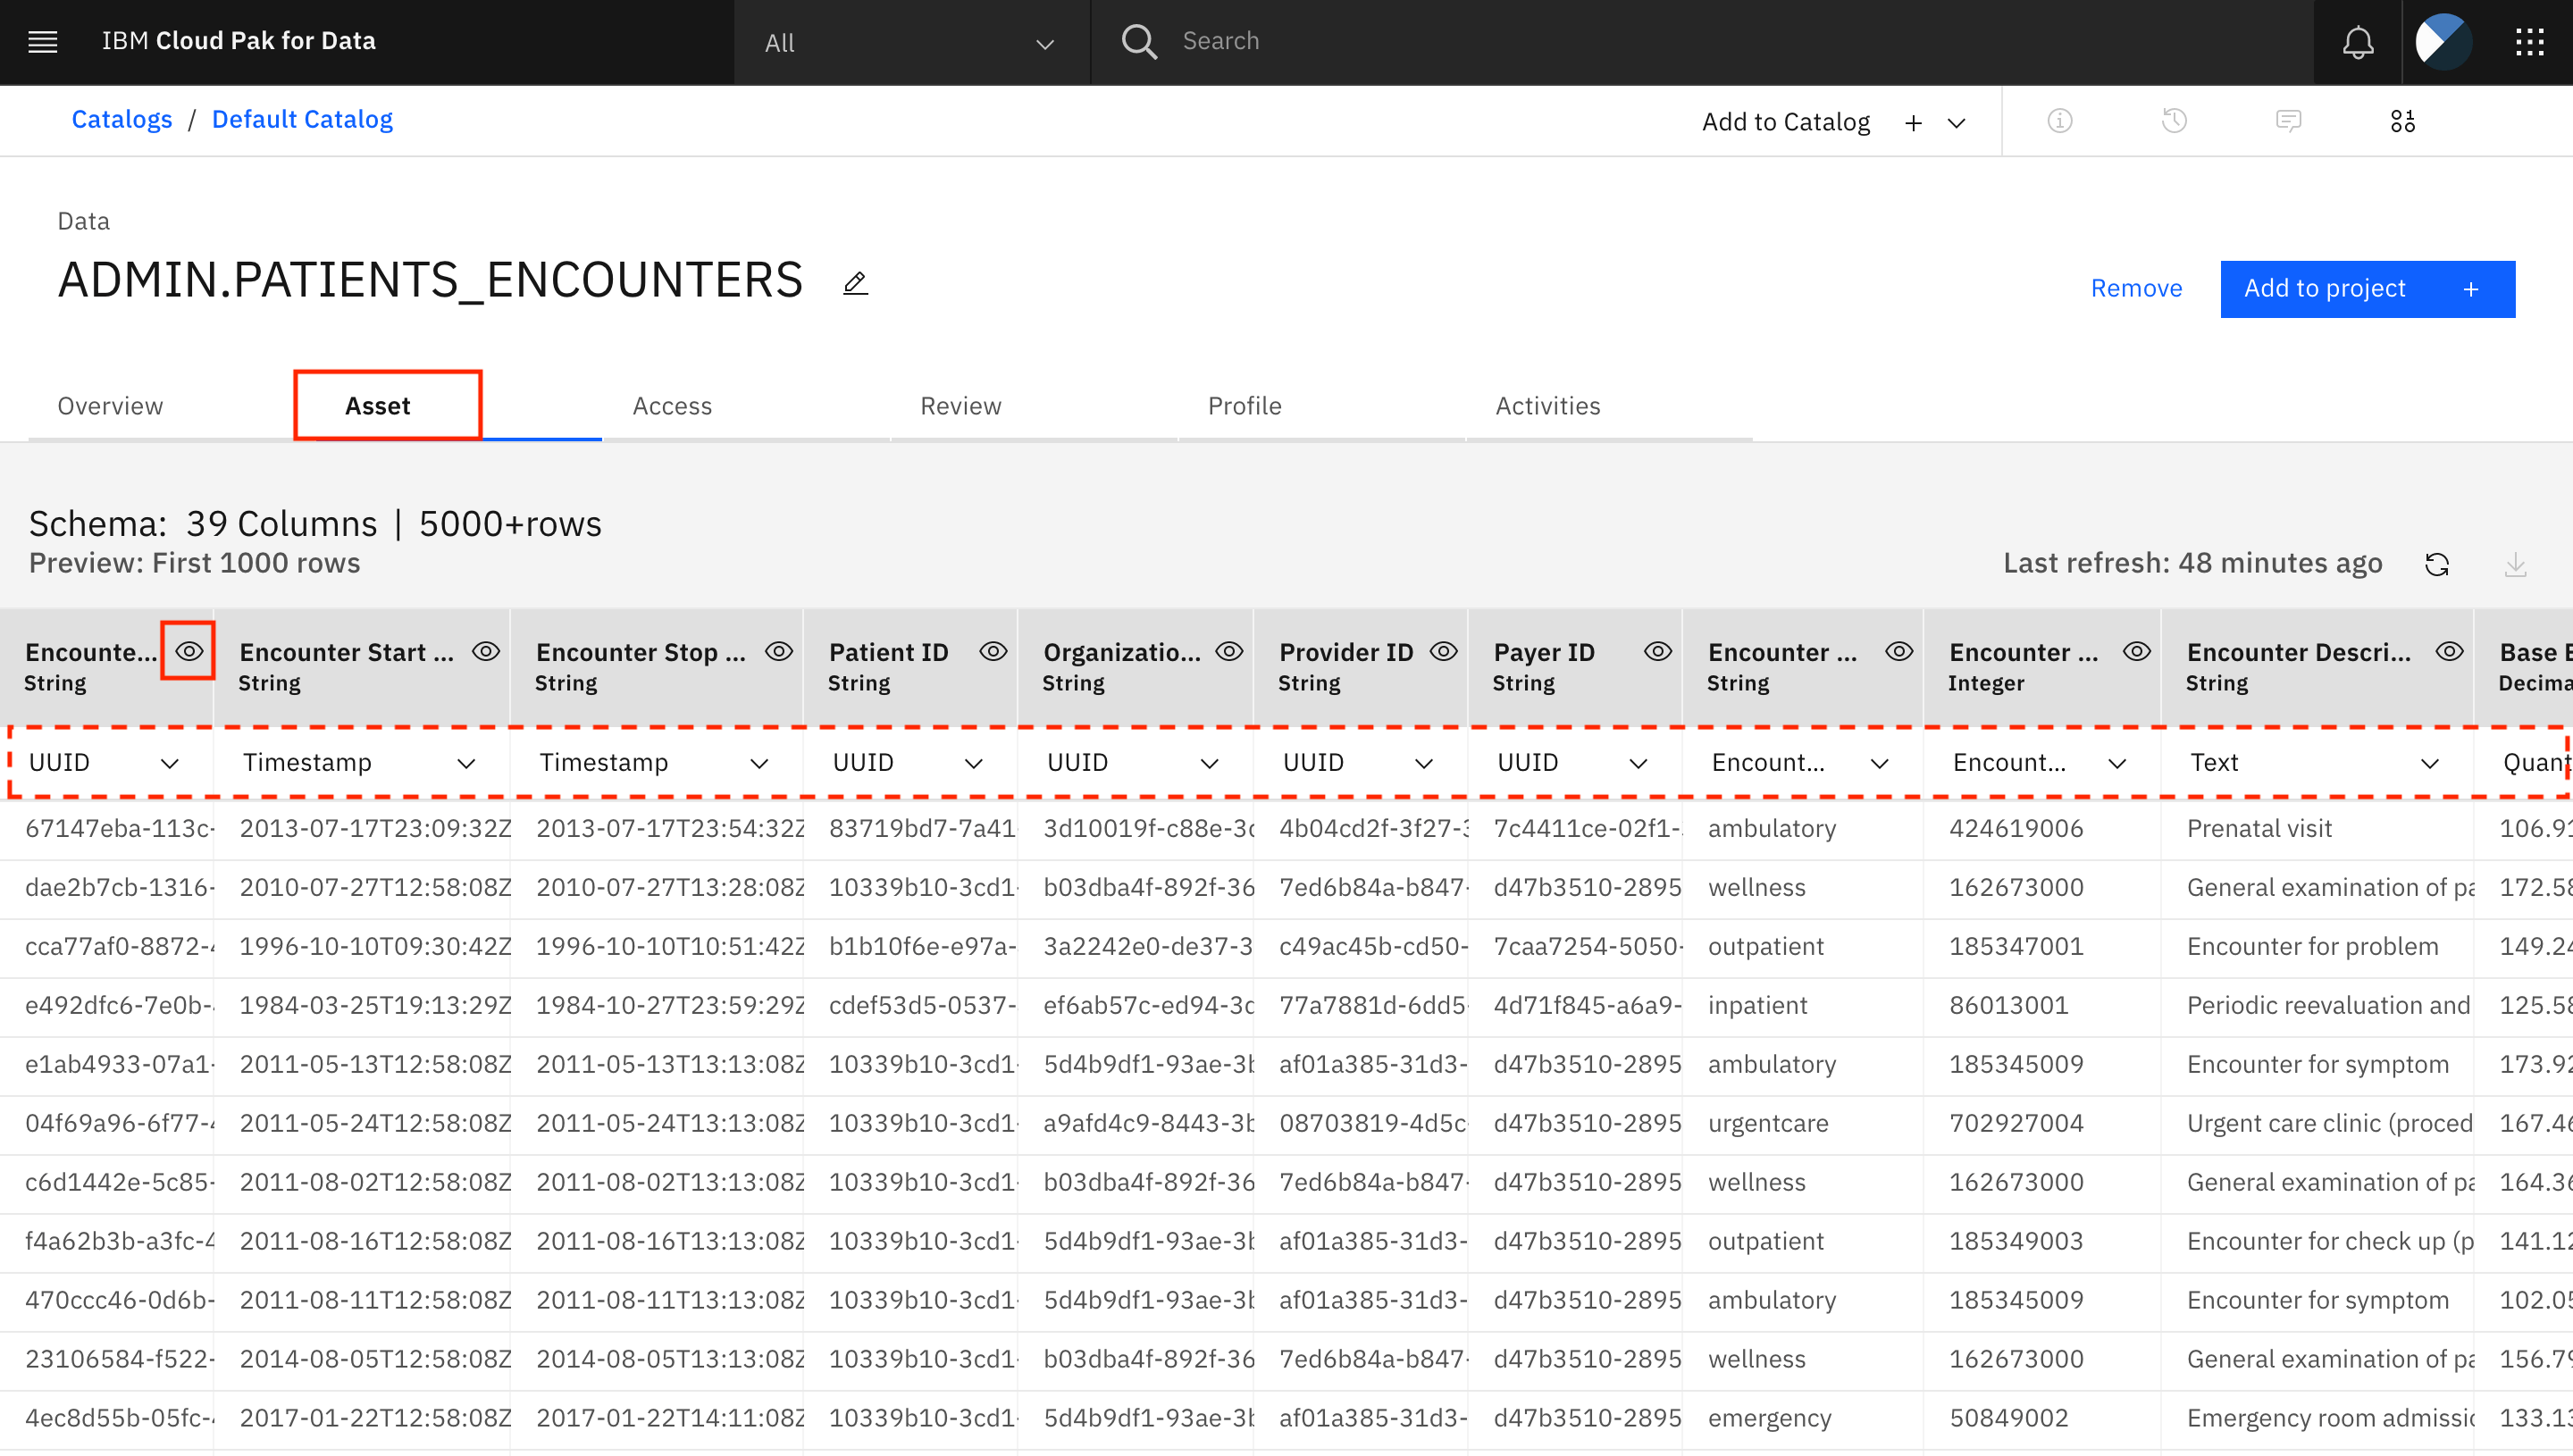 IBM Cloud Pak for Data
All
Search
Catalogs / Default Catalog
Add to Catalog +
Data
ADMIN.PATIENTS_ENCOUNTERS
Remove
Add to project +
Overview Asset Access Review Profile Activities
Schema: 39 Columns | 5000+rows
Preview: First 1000 rows
Last refresh: 48 minutes ago
Encounte... Encounter Start ... Encounter Stop ... Patient ID Organizatio... Provider ID Payer ID Encounter ... Encounter ... Encounter Descri... Base
String String String String String String String String Integer String Decima
UUID Timestamp Timestamp UUID UUID UUID UUID Encount... Encount... Text Quant
67147eba-113c- 2013-07-17T23:09:32Z 2013-07-17T23:54:32Z 83719bd7-7a41 3d10019f-c88e-3c 4b04cd2f-3f27-3 7c4411ce-02f1- ambulatory 424619006 Prenatal visit 106.91
dae2b7cb-1316- 2010-07-27T12:58:08Z 2010-07-27T13:28:08Z 10339b10-3cd1- b03dba4f-892f-36 7ed6b84a-b847- d47b3510-2895 wellness 162673000 General examination of pa 172.58
cca77af0-8872-4 1996-10-10T09:30:42Z 1996-10-10T10:51:42Z b1b10f6e-e97a- 3a2242e0-de37-3 c49ac45b-cd50- 7caa7254-5050- outpatient 185347001 Encounter for problem 149.24
e492dfc6-7e0b- 1984-03-25T19:13:29Z 1984-10-27T23:59:29Z cdef53d5-0537- ef6ab57c-ed94-3c 77a7881d-6dd5- 4d71f845-a6a9- inpatient 86013001 Periodic reevaluation and 125.58
e1ab4933-07a1- 2011-05-13T12:58:08Z 2011-05-13T13:13:08Z 10339b10-3cd1- 5d4b9df1-93ae-3b af01a385-31d3- d47b3510-2895 ambulatory 185345009 Encounter for symptom 173.92
04f69a96-6f77-4 2011-05-24T12:58:08Z 2011-05-24T13:13:08Z 10339b10-3cd1- a9afd4c9-8443-3b 08703819-4d5c d47b3510-2895 urgentcare 702927004 Urgent care clinic (proced 167.46
c6d1442e-5c85- 2011-08-02T12:58:08Z 2011-08-02T13:13:08Z 10339b10-3cd1- b03dba4f-892f-36 7ed6b84a-b847- d47b3510-2895 wellness 162673000 General examination of pa 164.36
f4a62b3b-a3fc-4 2011-08-16T12:58:08Z 2011-08-16T13:13:08Z 10339b10-3cd1- 5d4b9df1-93ae-3b af01a385-31d3- d47b3510-2895 outpatient 185349003 Encounter for check up (p 141.12
470ccc46-0d6b- 2011-08-11T12:58:08Z 2011-08-11T13:13:08Z 10339b10-3cd1- 5d4b9df1-93ae-3b af01a385-31d3- d47b3510-2895 ambulatory 185345009 Encounter for symptom 102.05
23106584-f522- 2014-08-05T12:58:08Z 2014-08-05T13:13:08Z 10339b10-3cd1- b03dba4f-892f-36 7ed6b84a-b847- d47b3510-2895 wellness 162673000 General examination of pa 156.79
4ec8d55b-05fc- 2017-01-22T12:58:08Z 2017-01-22T14:11:08Z 10339b10-3cd1- 5d4b9df1-93ae-3b af01a385-31d3- d47b3510-2895 emergency 50849002 Emergency room admissic 133.13